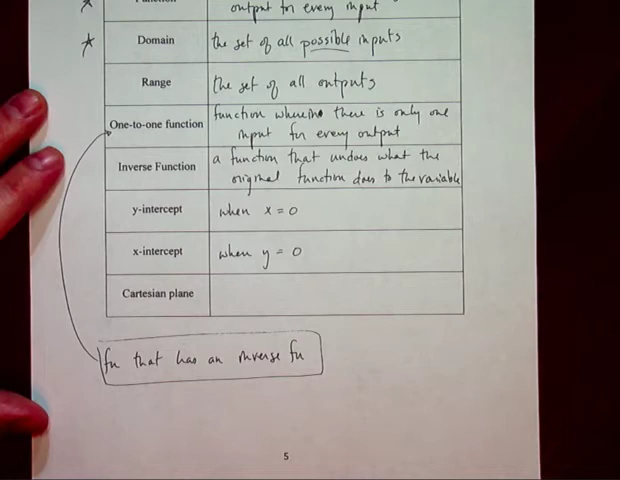 output for every input
Domain
the set of all possible inputs
Range
the set of all outputs
One-to-one function
function where there is only one
input for every output
Inverse Function
a function that undoes what the
original function does to the variable
y-intercept
when x = 0
x-intercept
when y = 0
Cartesian plane
fn that has an inverse fn
5